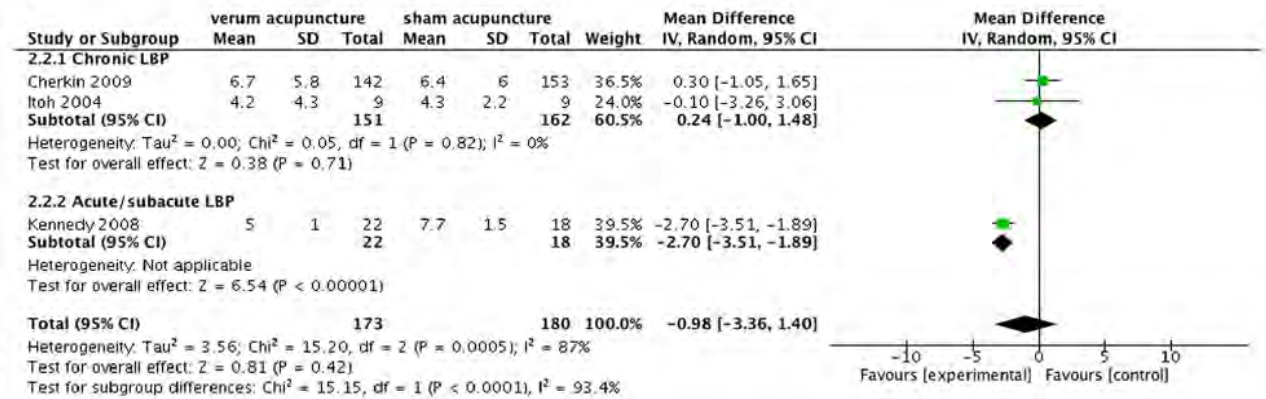 verum acupuncture sham acupuncture Mean Difference Mean Difference
Study or Subgroup Mean SD Total Mean SD Total Weight IV, Random, 95% CI IV, Random, 95% CI
2.2.1 Chronic LBP
Cherkin 2009 6.7 5.8 142 6.4 6 153 36.5% 0.30 [-1.05, 1.65]
Itoh 2004 4.2 4.3 9 4.3 2.2 9 24.0% -0.10 [-3.26, 3.06]
Subtotal (95% CI) 151 162 60.5% 0.24 [-1.00, 1.48]
Heterogeneity: Tau² = 0.00; Chi² = 0.05, df = 1 (P = 0.82); I² = 0%
Test for overall effect: Z = 0.38 (P = 0.71)
2.2.2 Acute/subacute LBP
Kennedy 2008 5 1 22 7.7 1.5 18 39.5% -2.70 [-3.51, -1.89]
Subtotal (95% CI) 22 18 39.5% -2.70 [-3.51, -1.89]
Heterogeneity: Not applicable
Test for overall effect: Z = 6.54 (P < 0.00001)
Total (95% CI) 173 180 100.0% -0.98 [-3.36, 1.40]
Heterogeneity: Tau² = 3.56; Chi² = 15.20, df = 2 (P = 0.0005); I² = 87%
Test for overall effect: Z = 0.81 (P = 0.42)
Test for subgroup differences: Chi² = 15.15, df = 1 (P < 0.0001), I² = 93.4%
-10 -5 0 5 10
Favours [experimental] Favours [control]